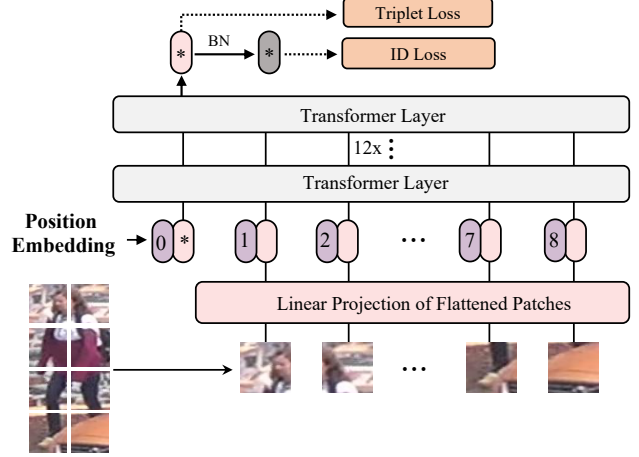 Triplet Loss
* BN * ID Loss
Transformer Layer
12x
Transformer Layer
Position
Embedding
0 * 1 2 ... 7 8
Linear Projection of Flattened Patches
...